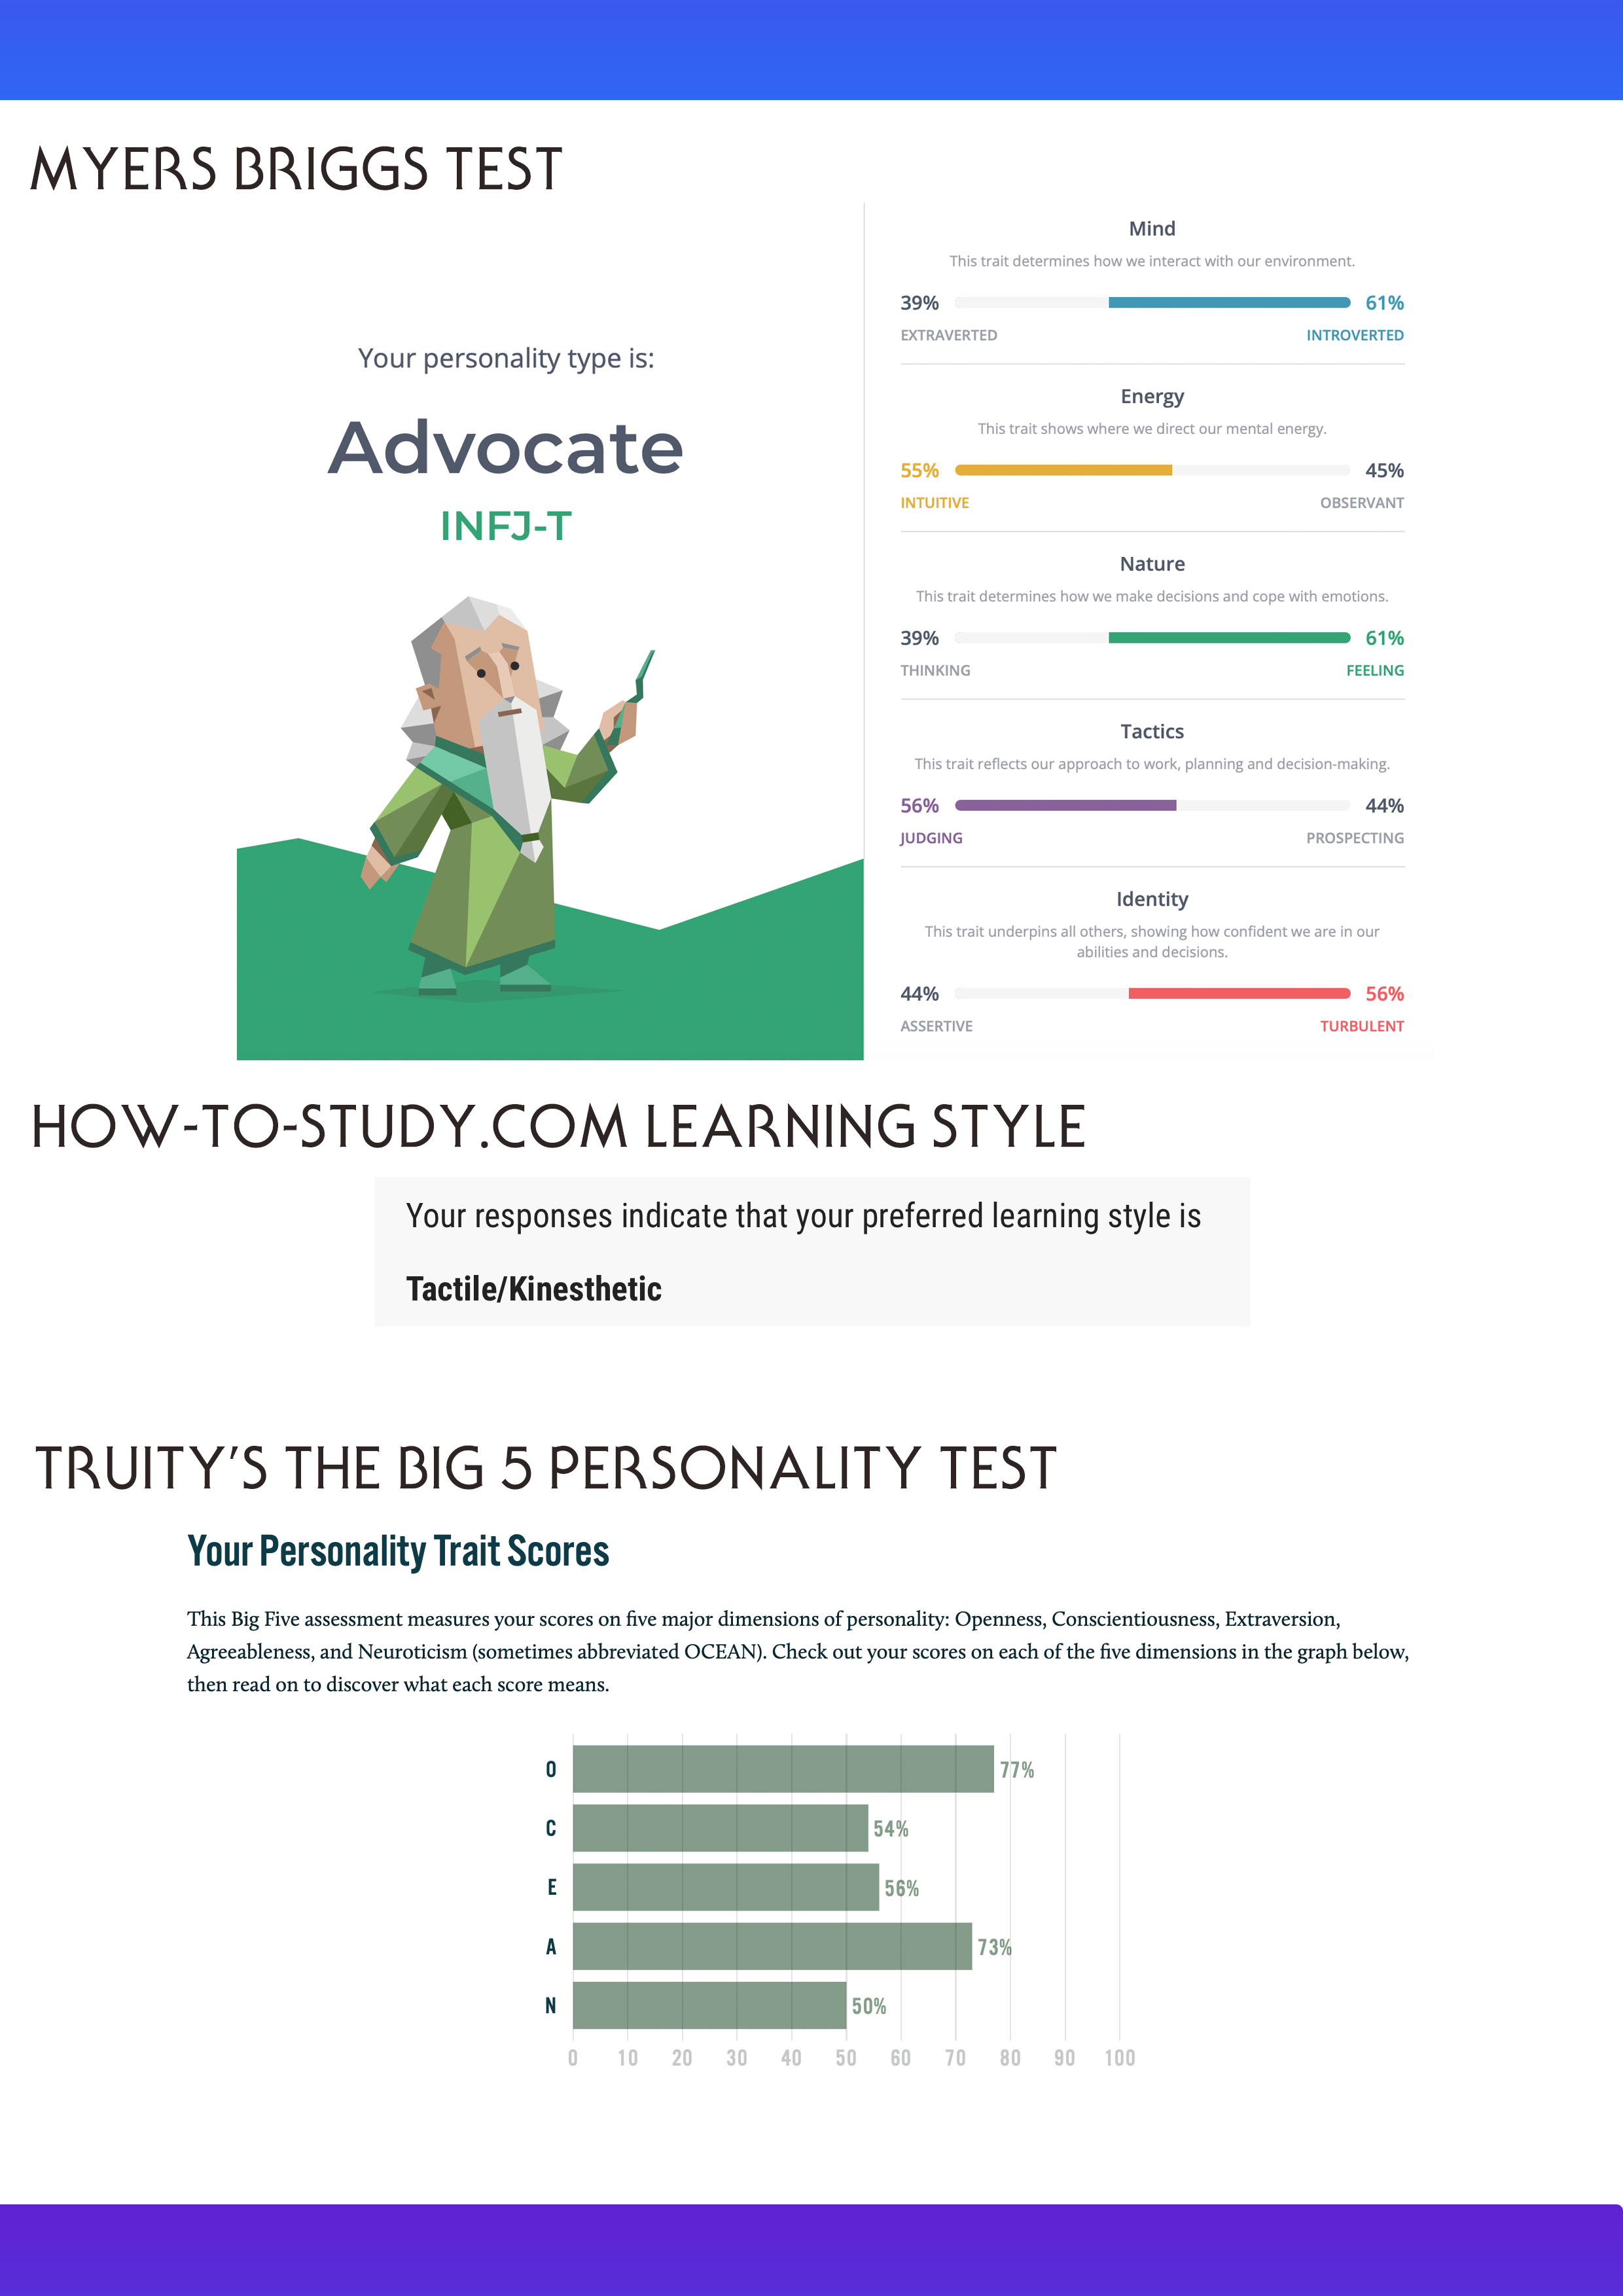 MYERS BRIGGS TEST
Your personality type is:
Advocate
INFJ-T
Mind
This trait determines how we interact with our environment.
39% 61%
EXTRAVERTED INTROVERTED
Energy
This trait shows where we direct our mental energy.
55% 45%
INTUITIVE OBSERVANT
Nature
This trait determines how we make decisions and cope with emotions.
39% 61%
THINKING FEELING
Tactics
This trait reflects our approach to work, planning and decision-making.
56% 44%
JUDGING PROSPECTING
Identity
This trait underpins all others, showing how confident we are in our
abilities and decisions.
44% 56%
ASSERTIVE TURBULENT
HOW-TO-STUDY.COM LEARNING STYLE
Your responses indicate that your preferred learning style is
Tactile/Kinesthetic
TRUITY'S THE BIG 5 PERSONALITY TEST
Your Personality Trait Scores
This Big Five assessment measures your scores on five major dimensions of personality: Openness, Conscientiousness, Extraversion,
Agreeableness, and Neuroticism (sometimes abbreviated OCEAN). Check out your scores on each of the five dimensions in the graph below,
then read on to discover what each score means.
O 77%
C 54%
E 56%
A 73%
N 50%
0 10 20 30 40 50 60 70 80 90 100